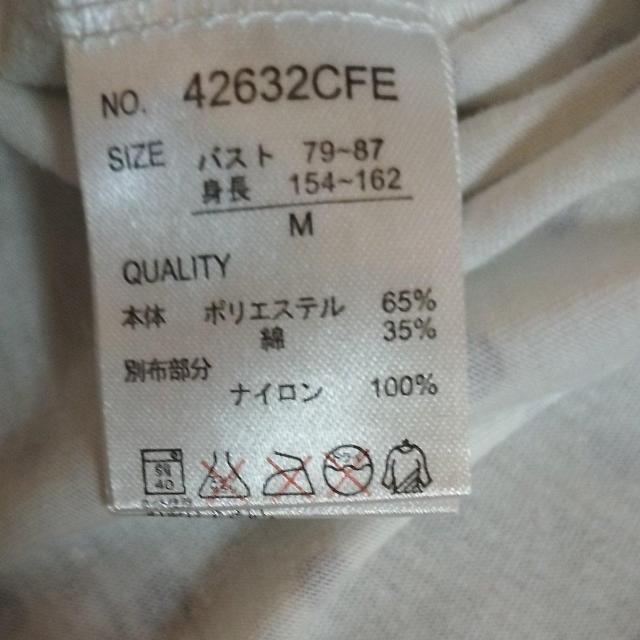 NO. 42632CFE
SIZE バスト 79~87
身長 154~162
M
QUALITY
本体 ポリエステル 65%
綿 35%
別布部分
ナイロン 100%
40